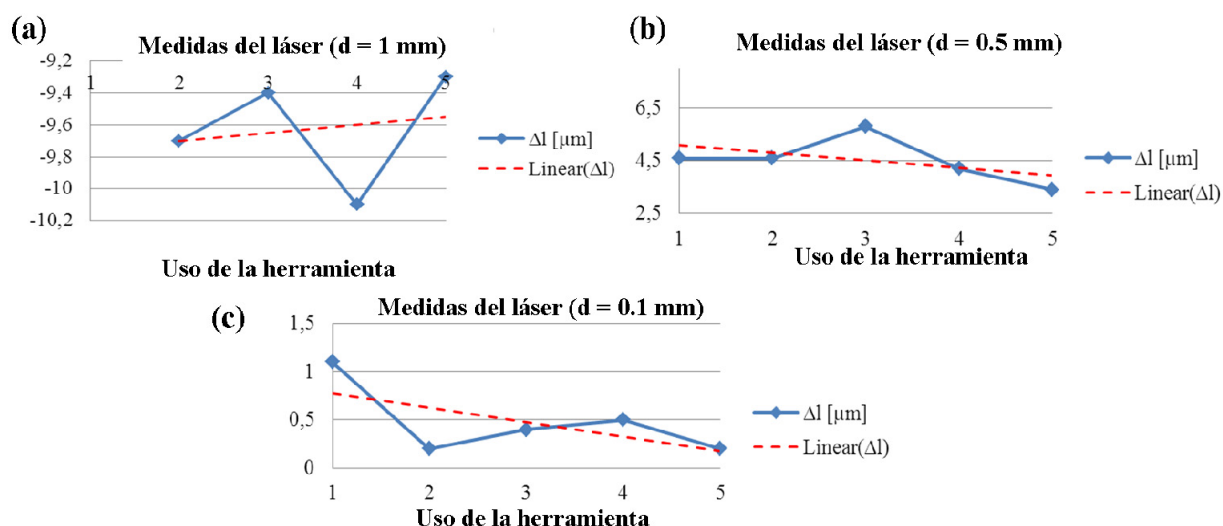 (a)
Medidas del láser (d = 1 mm)
-9,2
-9,4
-9,6
-9,8
-10
-10,2
1 2 3 4 5
Δl [µm]
Linear(Δl)
Uso de la herramienta
(b)
Medidas del láser (d = 0.5 mm)
6,5
4,5
2,5
1 2 3 4 5
Δl [µm]
Linear(Δl)
Uso de la herramienta
(c)
Medidas del láser (d = 0.1 mm)
1,5
1
0,5
0
1 2 3 4 5
Δl [µm]
Linear(Δl)
Uso de la herramienta